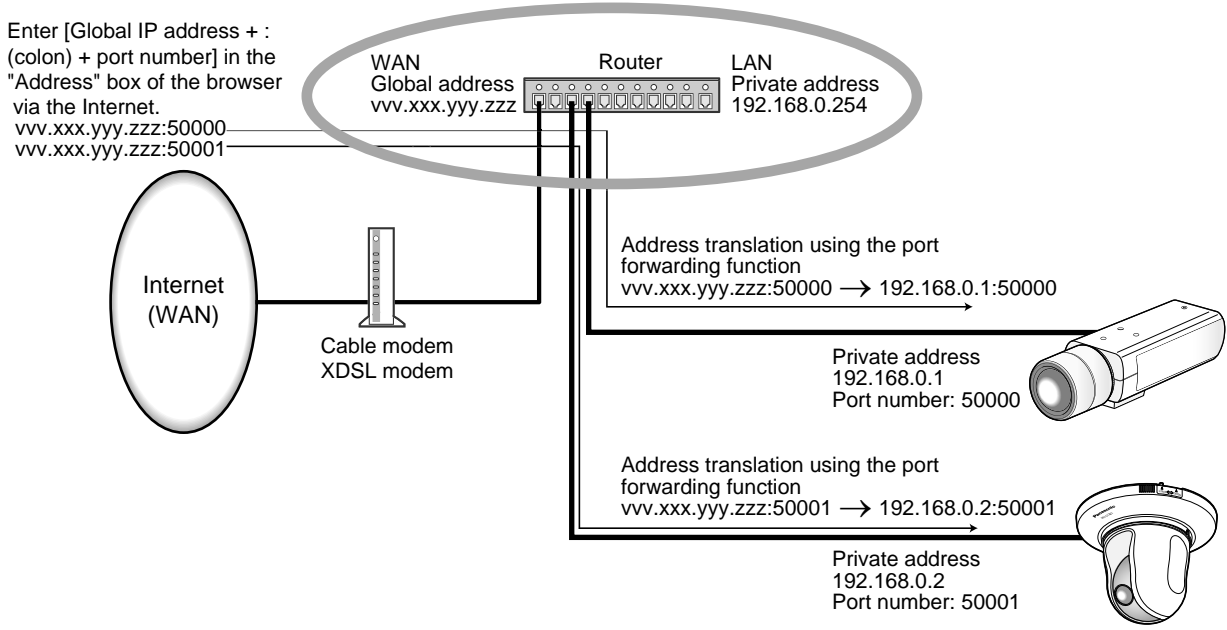 Enter [Global IP address + :
(colon) + port number] in the
"Address" box of the browser
via the Internet.
vvv.xxx.yyy.zzz:50000
vvv.xxx.yyy.zzz:50001
WAN
Global address
vvv.xxx.yyy.zzz
Router
LAN
Private address
192.168.0.254
Internet
(WAN)
Cable modem
XDSL modem
Address translation using the port
forwarding function
vvv.xxx.yyy.zzz:50000 → 192.168.0.1:50000
Private address
192.168.0.1
Port number: 50000
Address translation using the port
forwarding function
vvv.xxx.yyy.zzz:50001 → 192.168.0.2:50001
Private address
192.168.0.2
Port number: 50001
Panasonic